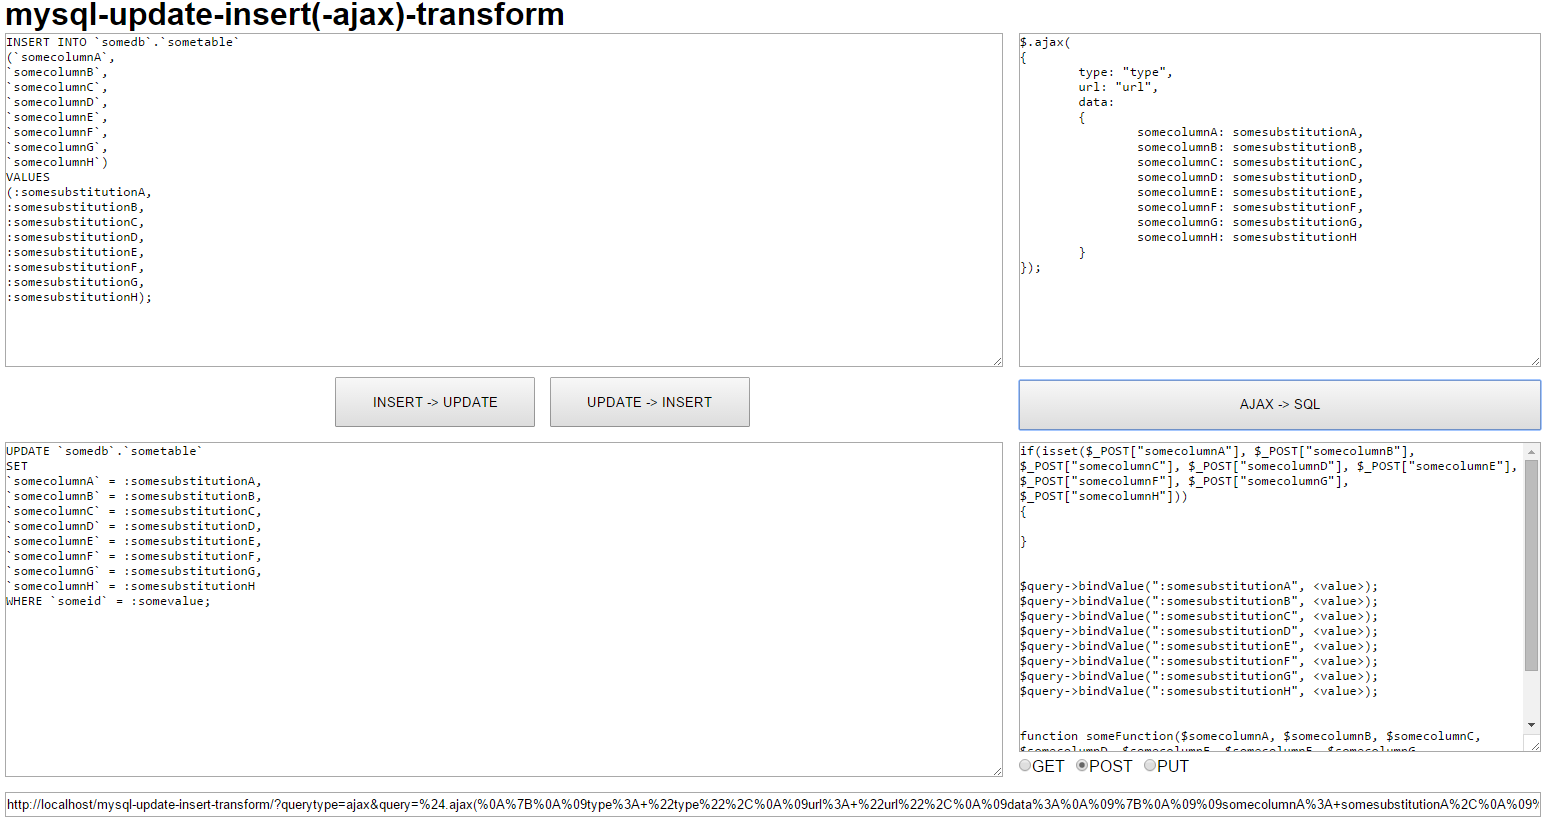 mysql-update-insert(-ajax)-transform
INSERT INTO `somedb`.`sometable`
(`somecolumnA`,
`somecolumnB`,
`somecolumnC`,
`somecolumnD`,
`somecolumnE`,
`somecolumnF`,
`somecolumnG`,
`somecolumnH`)
VALUES
(:somesubstitutionA,
:somesubstitutionB,
:somesubstitutionC,
:somesubstitutionD,
:somesubstitutionE,
:somesubstitutionF,
:somesubstitutionG,
:somesubstitutionH);
$.ajax(
{
type: "type",
url: "url",
data:
{
somecolumnA: somesubstitutionA,
somecolumnB: somesubstitutionB,
somecolumnC: somesubstitutionC,
somecolumnD: somesubstitutionD,
somecolumnE: somesubstitutionE,
somecolumnF: somesubstitutionF,
somecolumnG: somesubstitutionG,
somecolumnH: somesubstitutionH
}
});
INSERT -> UPDATE
UPDATE -> INSERT
AJAX -> SQL
UPDATE `somedb`.`sometable`
SET
`somecolumnA` = :somesubstitutionA,
`somecolumnB` = :somesubstitutionB,
`somecolumnC` = :somesubstitutionC,
`somecolumnD` = :somesubstitutionD,
`somecolumnE` = :somesubstitutionE,
`somecolumnF` = :somesubstitutionF,
`somecolumnG` = :somesubstitutionG,
`somecolumnH` = :somesubstitutionH
WHERE `someid` = :somevalue;
if(isset($_POST["somecolumnA"], $_POST["somecolumnB"],
$_POST["somecolumnC"], $_POST["somecolumnD"], $_POST["somecolumnE"],
$_POST["somecolumnF"], $_POST["somecolumnG"],
$_POST["somecolumnH"]))
{
}
$query->bindValue(":somesubstitutionA", <value>);
$query->bindValue(":somesubstitutionB", <value>);
$query->bindValue(":somesubstitutionC", <value>);
$query->bindValue(":somesubstitutionD", <value>);
$query->bindValue(":somesubstitutionE", <value>);
$query->bindValue(":somesubstitutionF", <value>);
$query->bindValue(":somesubstitutionG", <value>);
$query->bindValue(":somesubstitutionH", <value>);
function someFunction($somecolumnA, $somecolumnB, $somecolumnC,
$somecolumnD, $somecolumnE, $somecolumnF, $somecolumnG,
GET POST PUT
http://localhost/mysql-update-insert-transform/?querytype=ajax&query=%24.ajax(%0A%7B%0A%09type%3A+%22type%22%2C%0A%09url%3A+%22url%22%2C%0A%09data%3A%0A%09%7B%0A%09%09somecolumnA%3A+somesubstitutionA%2C%0A%09%